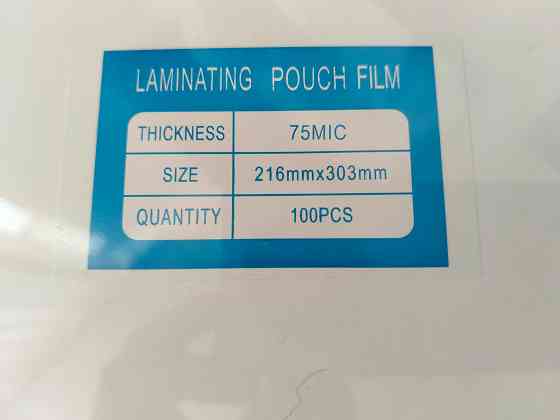 LAMINATING POUCH FILM
THICKNESS 75MIC
SIZE 216mmx303mm
QUANTITY 100PCS